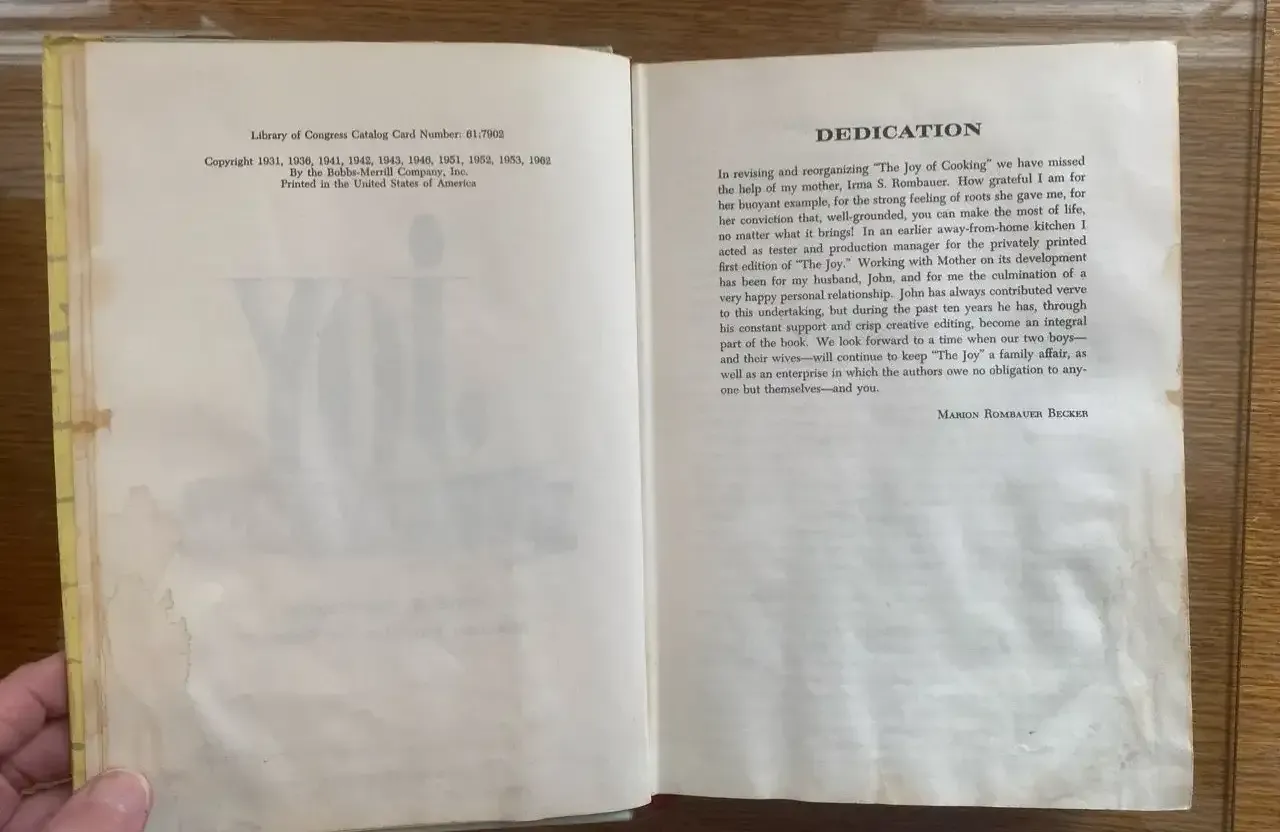 Library of Congress Catalog Card Number: 61:7902
Copyright 1931, 1936, 1941, 1942, 1943, 1946, 1951, 1952, 1953, 1962
By the Bobbs-Merrill Company, Inc.
Printed in the United States of America
DEDICATION
In revising and reorganizing "The Joy of Cooking" we have missed
the help of my mother, Irma S. Rombauer. How grateful I am for
her buoyant example, for the strong feeling of roots she gave me, for
her conviction that, well-grounded, you can make the most of life,
no matter what it brings! In an earlier away-from-home kitchen I
acted as tester and production manager for the privately printed
first edition of "The Joy." Working with Mother on its development
has been for my husband, John, and for me the culmination of a
very happy personal relationship. John has always contributed verve
to this undertaking, but during the past ten years he has, through
his constant support and crisp creative editing, become an integral
part of the book. We look forward to a time when our two boys—
and their wives—will continue to keep "The Joy" a family affair, as
well as an enterprise in which the authors owe no obligation to any-
one but themselves—and you.
MARION ROMBAUER BECKER